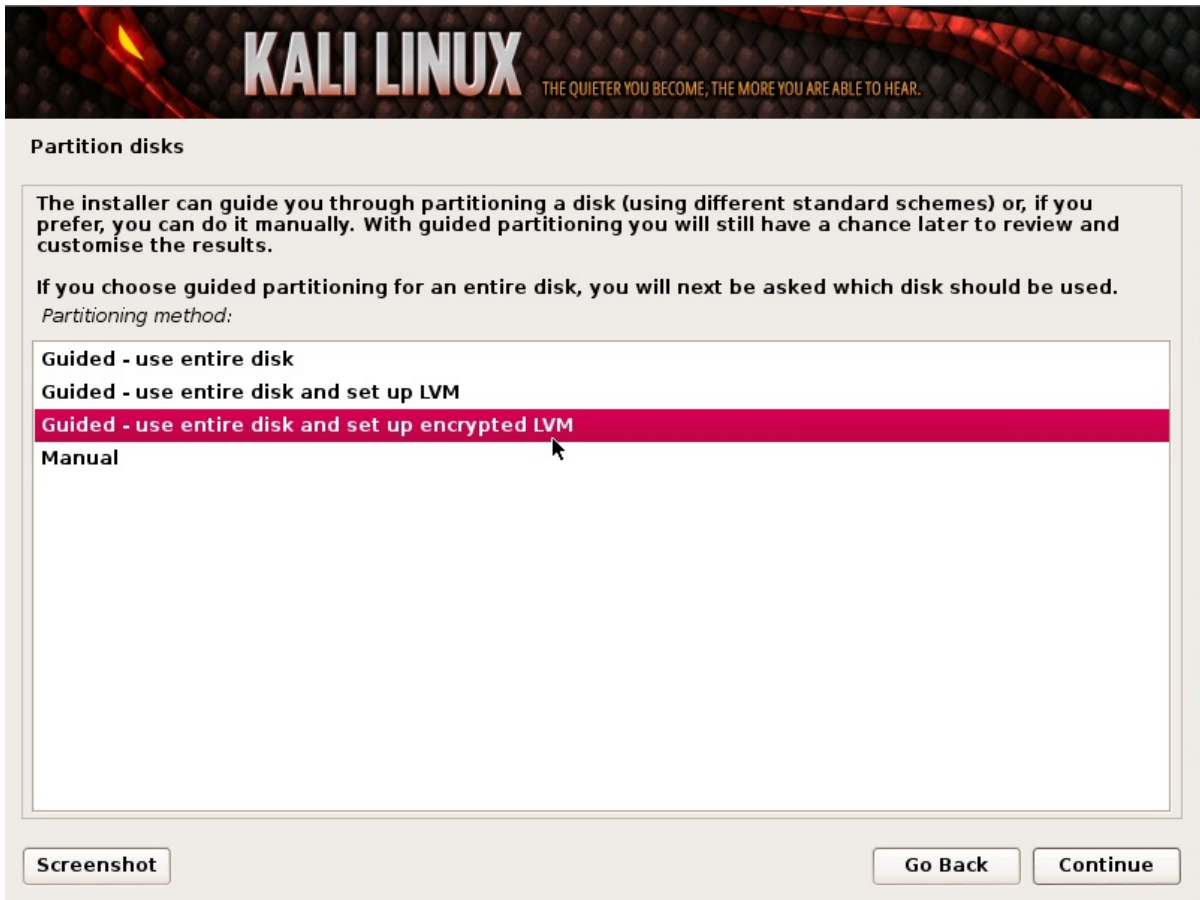 KALI LINUX THE QUIETER YOU BECOME, THE MORE YOU ARE ABLE TO HEAR.
Partition disks
The installer can guide you through partitioning a disk (using different standard schemes) or, if you
prefer, you can do it manually. With guided partitioning you will still have a chance later to review and
customise the results.
If you choose guided partitioning for an entire disk, you will next be asked which disk should be used.
Partitioning method:
Guided - use entire disk
Guided - use entire disk and set up LVM
Guided - use entire disk and set up encrypted LVM
Manual
Screenshot Go Back Continue